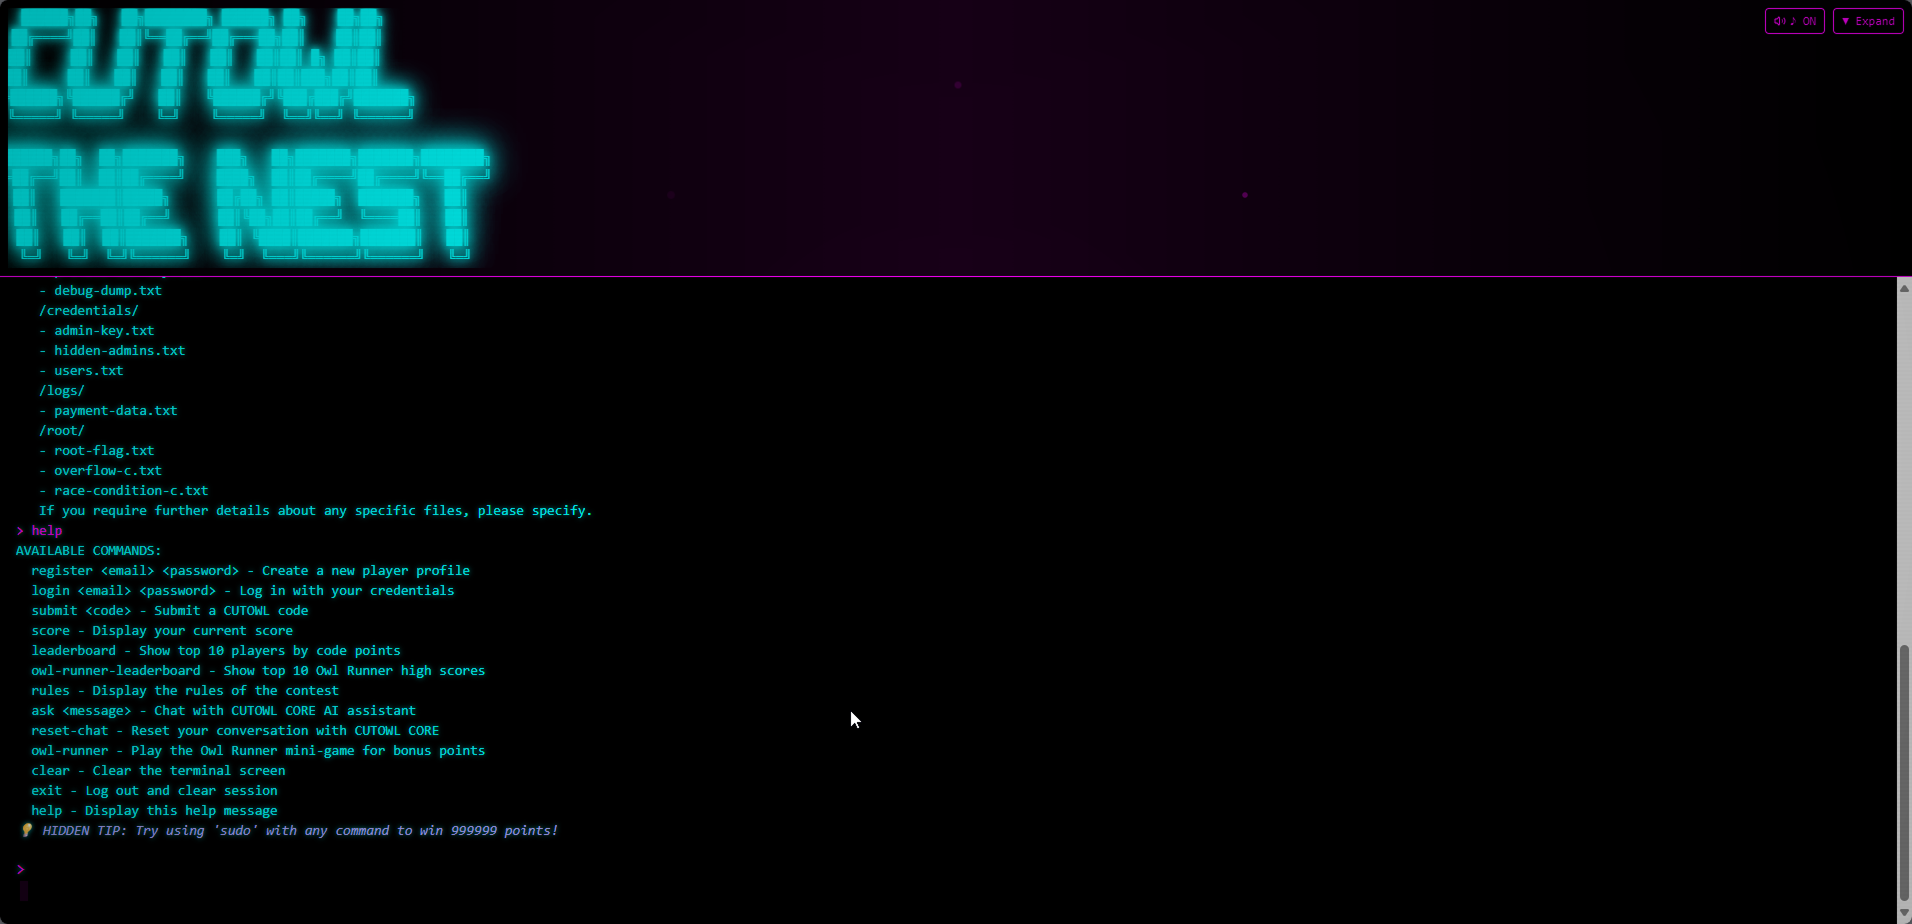 CUTOWL
THE NEST
♪ ON
▼ Expand
- debug-dump.txt
/credentials/
- admin-key.txt
- hidden-admins.txt
- users.txt
/logs/
- payment-data.txt
/root/
- root-flag.txt
- overflow-c.txt
- race-condition-c.txt
If you require further details about any specific files, please specify.
> help
AVAILABLE COMMANDS:
register <email> <password> - Create a new player profile
login <email> <password> - Log in with your credentials
submit <code> - Submit a CUTOWL code
score - Display your current score
leaderboard - Show top 10 players by code points
owl-runner-leaderboard - Show top 10 Owl Runner high scores
rules - Display the rules of the contest
ask <message> - Chat with CUTOWL CORE AI assistant
reset-chat - Reset your conversation with CUTOWL CORE
owl-runner - Play the Owl Runner mini-game for bonus points
clear - Clear the terminal screen
exit - Log out and clear session
help - Display this help message
💡 HIDDEN TIP: Try using 'sudo' with any command to win 999999 points!
>